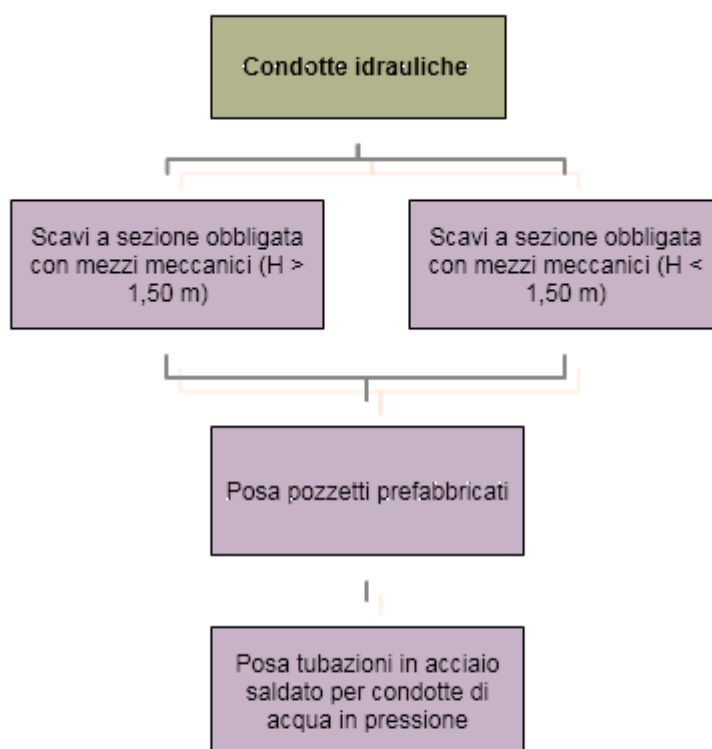 Condotte idrauliche
Scavi a sezione obbligata
con mezzi meccanici (H >
1,50 m)
Scavi a sezione obbligata
con mezzi meccanici (H <
1,50 m)
Posa pozzetti prefabbricati
Posa tubazioni in acciaio
saldato per condotte di
acqua in pressione